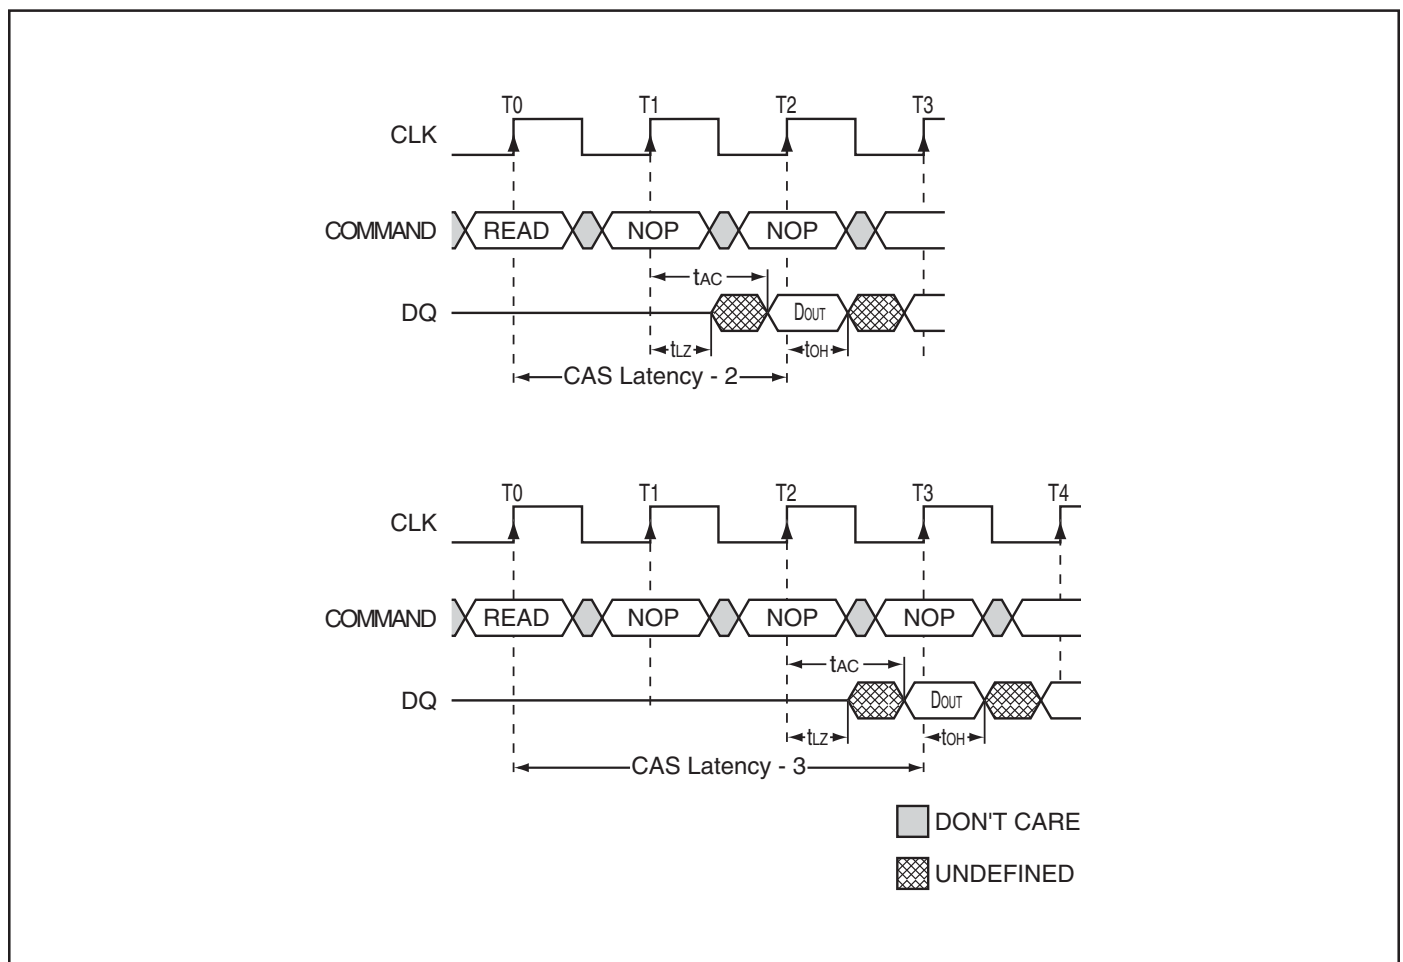 T0 T1 T2 T3
CLK
COMMAND READ NOP NOP
tAC
DQ DOUT
tLZ tOH
CAS Latency - 2
T0 T1 T2 T3 T4
CLK
COMMAND READ NOP NOP NOP
tAC
DQ DOUT
tLZ tOH
CAS Latency - 3
DON'T CARE
UNDEFINED